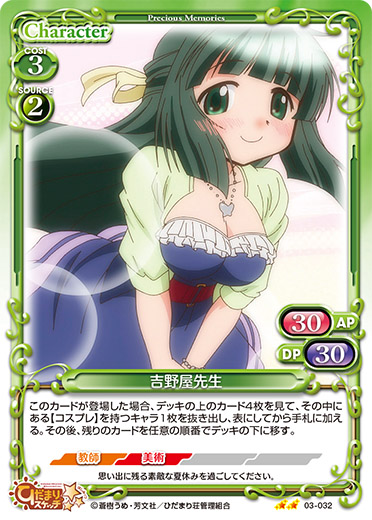 Precious Memories
Character
COST
3
SOURCE
2
30 AP
DP 30
吉野屋先生
このカードが登場した場合、デッキの上のカード4枚を見て、その中に
ある【コスプレ】を持つキャラ1枚を抜き出し、表にしてから手札に加え
る。その後、残りのカードを任意の順番でデッキの下に移す。
教師 美術
思い出に残る素敵な夏休みを過ごしてください。
ひだまりスケッチ
©蒼樹うめ・芳文社／ひだまり荘管理組合
03-032